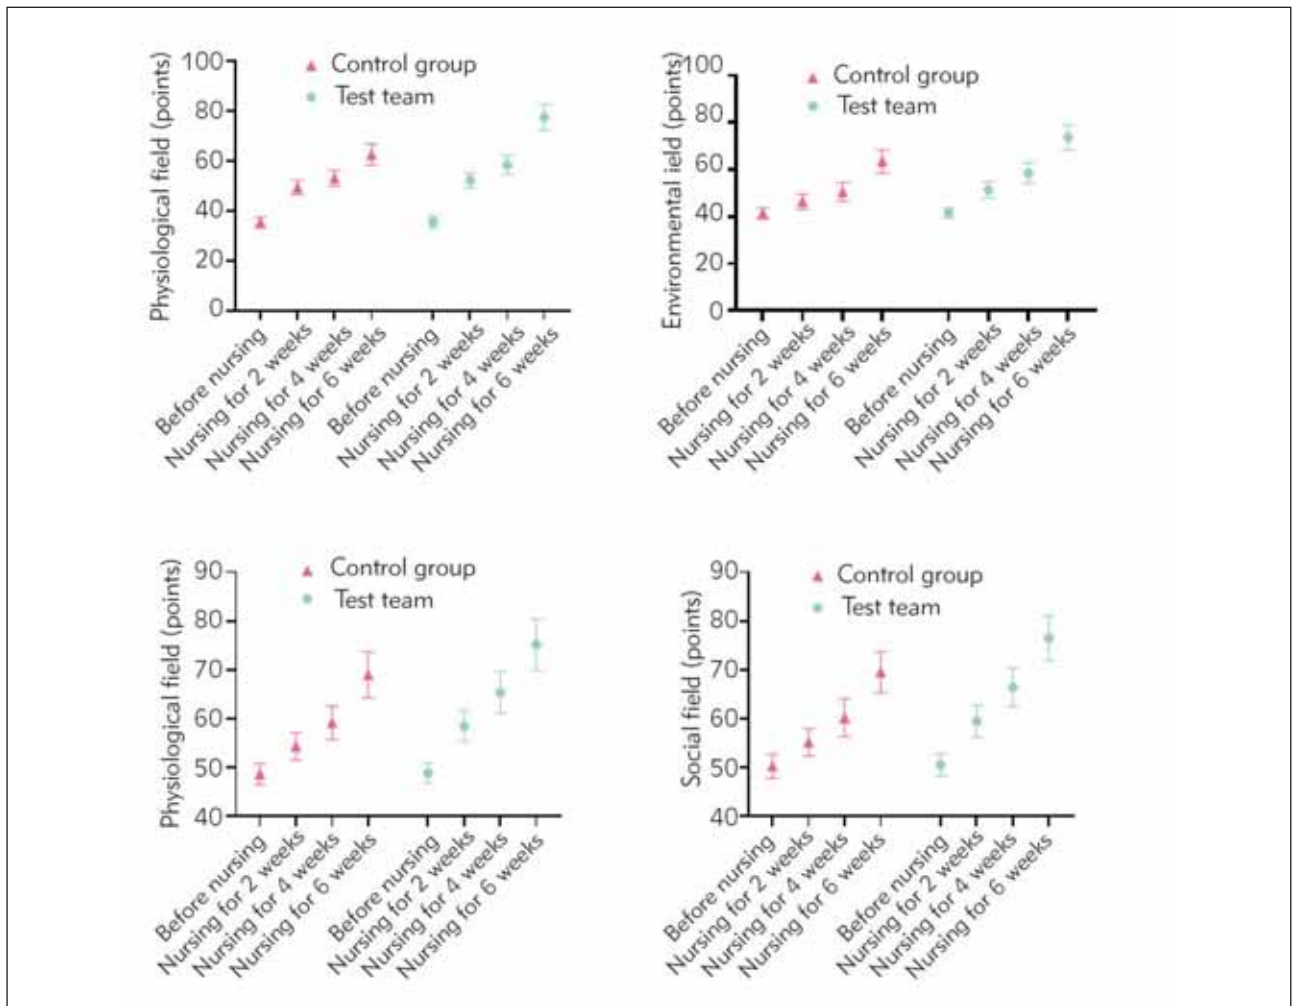 Physiological field (points)
100
80
60
40
20
0
Control group
Test team
Before nursing
Nursing for 2 weeks
Nursing for 4 weeks
Nursing for 6 weeks
Before nursing
Nursing for 2 weeks
Nursing for 4 weeks
Nursing for 6 weeks
Environmental ield (points)
100
80
60
40
20
0
Control group
Test team
Before nursing
Nursing for 2 weeks
Nursing for 4 weeks
Nursing for 6 weeks
Before nursing
Nursing for 2 weeks
Nursing for 4 weeks
Nursing for 6 weeks
Physiological field (points)
90
80
70
60
50
40
Control group
Test team
Before nursing
Nursing for 2 weeks
Nursing for 4 weeks
Nursing for 6 weeks
Before nursing
Nursing for 2 weeks
Nursing for 4 weeks
Nursing for 6 weeks
Social field (points)
90
80
70
60
50
40
Control group
Test team
Before nursing
Nursing for 2 weeks
Nursing for 4 weeks
Nursing for 6 weeks
Before nursing
Nursing for 2 weeks
Nursing for 4 weeks
Nursing for 6 weeks